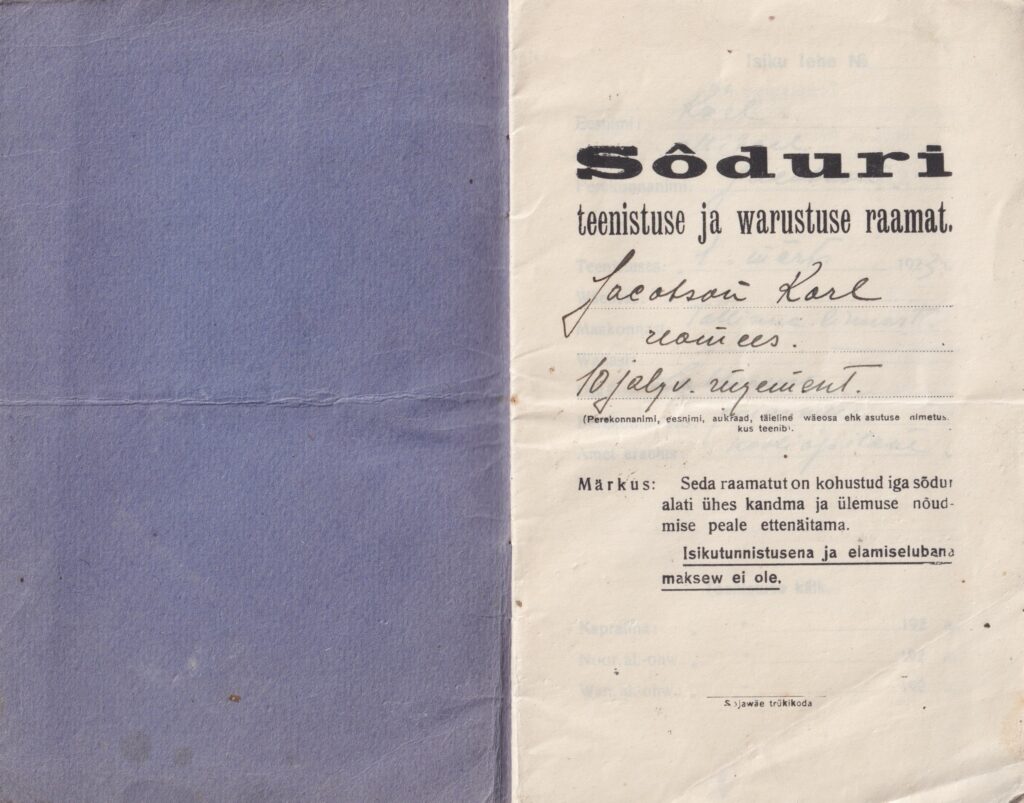 Sôduri
teenistuse ja warustuse raamat.
Jacobson Karl
reamees.
10 jalgv. rügement.
(Perekonnanimi, eesnimi, aukraad, täieline wäeosa ehk asutuse nimetus.
kus teenib.
Märkus: Seda raamatut on kohustud iga sõdur
alati ühes kandma ja ülemuse nõud-
mise peale ettenäitama.
Isikutunnistusena ja elamiselubana
maksew ei ole.
Sõjawäe trükikoda